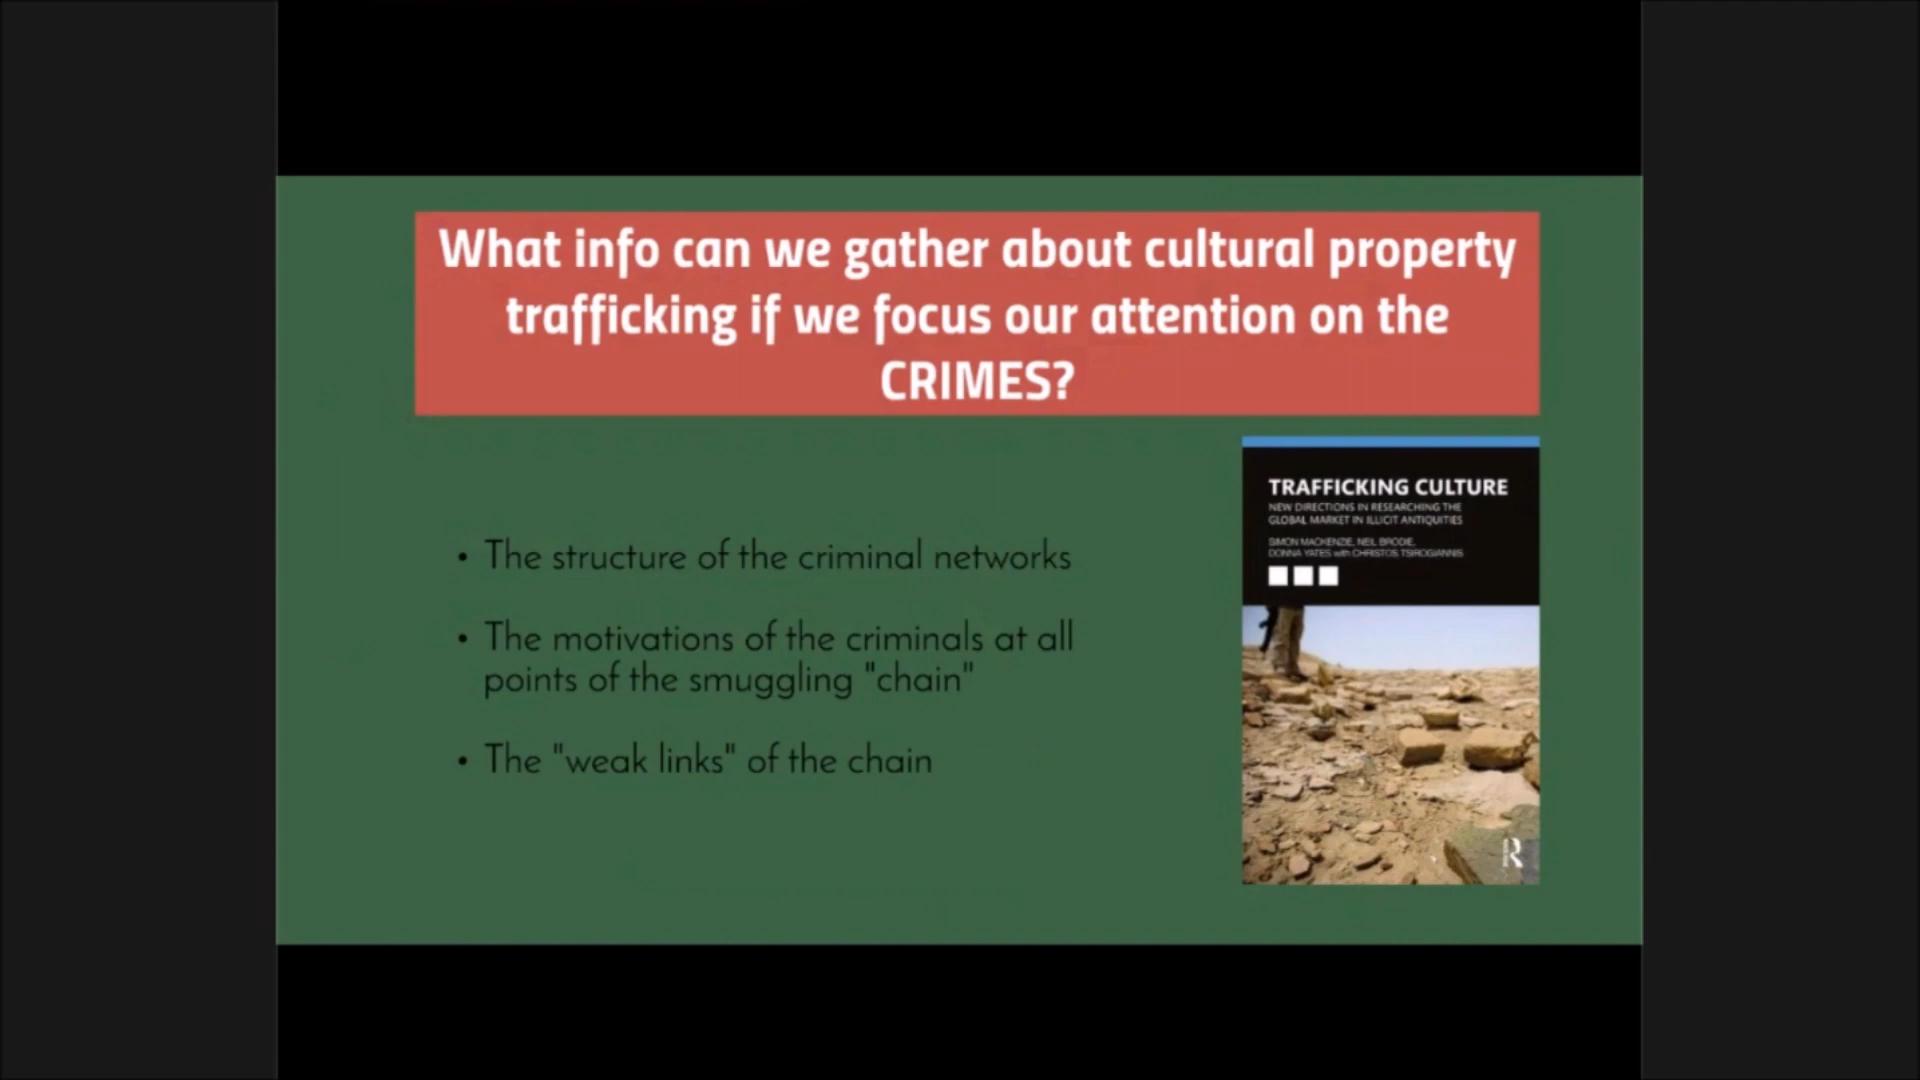 What info can we gather about cultural property
trafficking if we focus our attention on the
CRIMES?
• The structure of the criminal networks
• The motivations of the criminals at all
points of the smuggling "chain"
• The "weak links" of the chain
TRAFFICKING CULTURE
NEW DIRECTIONS IN RESEARCHING THE
GLOBAL MARKET IN ILLICIT ANTIQUITIES
SIMON MACKENZIE, NEIL BRODIE,
DONNA YATES with CHRISTOS TSIROGIANNIS
R